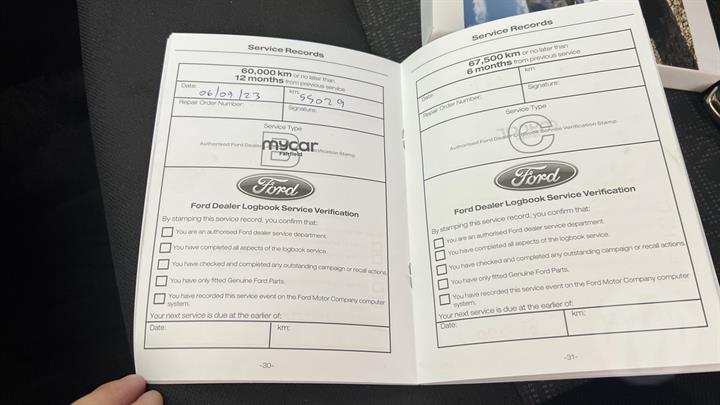 Service Records
60,000 km or no later than
12 months from previous service
Date: 06/09/23
km: 55029
Repair Order Number:
Signature:
Service Type
B
Authorised Ford Dealer Verification Stamp
mycar
Fairfield
Ford
Ford Dealer Logbook Service Verification
By stamping this service record, you confirm that:
You are an authorised Ford dealer service department.
You have completed all aspects of the logbook service.
You have checked and completed any outstanding campaign or recall actions.
You have only fitted Genuine Ford Parts.
You have recorded this service event on the Ford Motor Company computer
system.
Your next service is due at the earlier of:
Date:
km:
-30-
Service Records
67,500 km or no later than
6 months from previous service
Date:
km:
Repair Order Number:
Signature:
Service Type
C
Authorised Ford Dealer Logbook Service Verification Stamp
Ford
Ford Dealer Logbook Service Verification
By stamping this service record, you confirm that:
You are an authorised Ford dealer service department.
You have completed all aspects of the logbook service.
You have checked and completed any outstanding campaign or recall actions.
You have only fitted Genuine Ford Parts.
You have recorded this service event on the Ford Motor Company computer
system.
Your next service is due at the earlier of:
Date:
km:
-31-